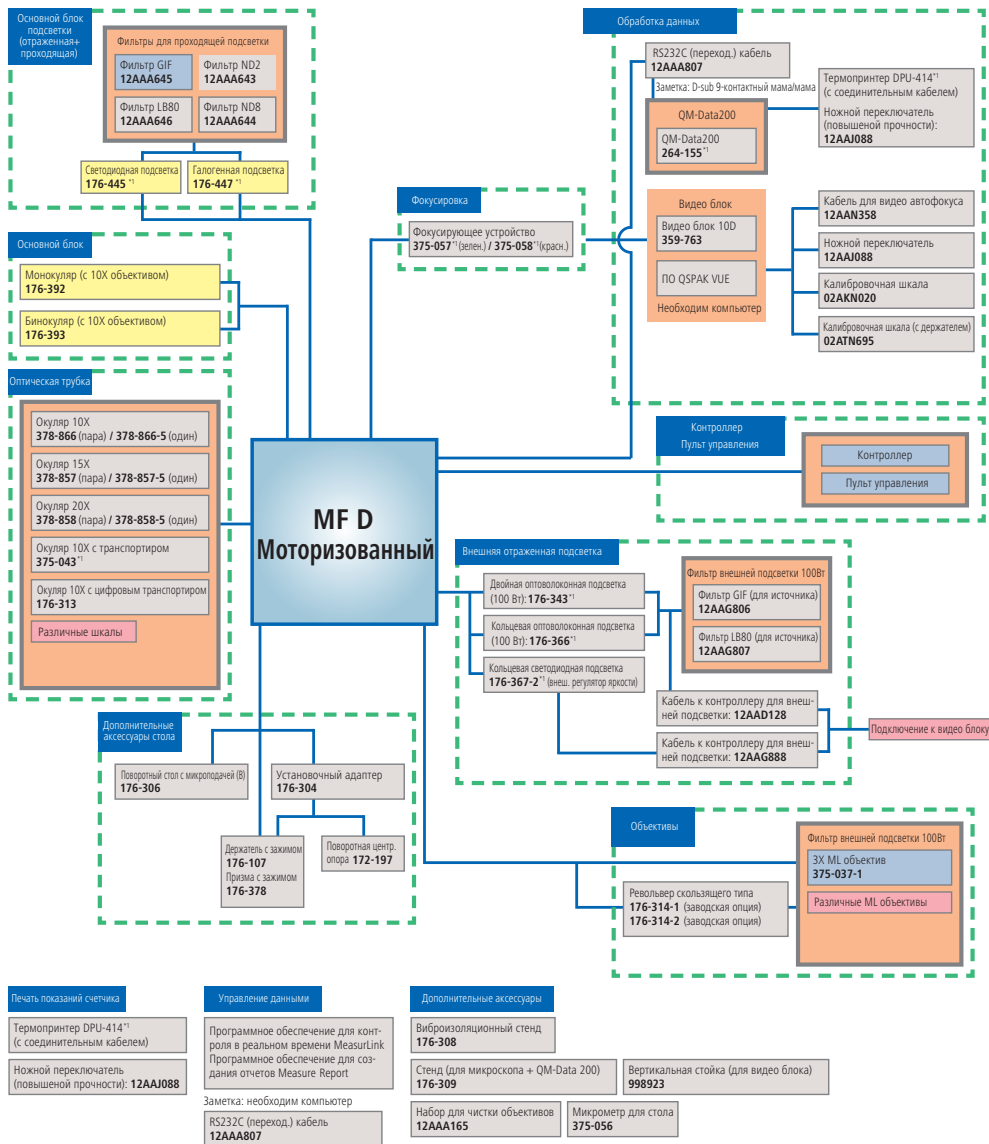 Основной блок
подсветки
(отраженная+
проходящая)
Фильтры для проходящей подсветки
Фильтр GIF
12AAA645
Фильтр ND2
12AAA643
Фильтр LB80
12AAA646
Фильтр ND8
12AAA644
Светодиодная подсветка
176-445 *1
Галогенная подсветка
176-447 *1
Основной блок
Монокуляр (с 10X объективом)
176-392
Бинокуляр (с 10X объективом)
176-393
Оптическая трубка
Окуляр 10X
378-866 (пара) / 378-866-5 (один)
Окуляр 15X
378-857 (пара) / 378-857-5 (один)
Окуляр 20X
378-858 (пара) / 378-858-5 (один)
Окуляр 10X с транспортиром
375-043*1
Окуляр 10X с цифровым транспортиром
176-313
Различные шкалы
Фокусировка
Фокусирующее устройство
375-057*1 (зелен.) / 375-058*1 (красн.)
Обработка данных
RS232C (переход.) кабель
12AAA807
Заметка: D-sub 9-контактный мама/мама
QM-Data200
QM-Data200
264-155*1
Термопринтер DPU-414*1
(с соединительным кабелем)
Ножной переключатель
(повышеной прочности):
12AAJ088
Видео блок
Видео блок 10D
359-763
ПО QSPAK VUE
Необходим компьютер
Кабель для видео автофокуса
12AAN358
Ножной переключатель
12AAJ088
Калибровочная шкала
02AKN020
Калибровочная шкала (с держателем)
02ATN695
Контроллер
Пульт управления
Контроллер
Пульт управления
MF D
Моторизованный
Внешняя отраженная подсветка
Двойная оптоволоконная подсветка
(100 Вт): 176-343*1
Кольцевая оптоволоконная подсветка
(100 Вт): 176-366*1
Кольцевая светодиодная подсветка
176-367-2*1 (внеш. регулятор яркости)
Фильтр внешней подсветки 100Вт
Фильтр GIF (для источника)
12AAG806
Фильтр LB80 (для источника)
12AAG807
Кабель к контроллеру для внеш-
ней подсветки: 12AAD128
Кабель к контроллеру для внеш-
ней подсветки: 12AAG888
Подключение к видео блоку
Дополнительные
аксессуары стола
Поворотный стол с микроподачей (В)
176-306
Установочный адаптер
176-304
Держатель с зажимом
176-107
Призма с зажимом
176-378
Поворотная центр.
опора 172-197
Объективы
Фильтр внешней подсветки 100Вт
3X ML объектив
375-037-1
Различные ML объективы
Револьвер скользящего типа
176-314-1 (заводская опция)
176-314-2 (заводская опция)
Печать показаний счетчика
Термопринтер DPU-414*1
(с соединительным кабелем)
Ножной переключатель
(повышеной прочности): 12AAJ088
Управление данными
Программное обеспечение для конт-
роля в реальном времени MeasurLink
Программное обеспечение для соз-
дания отчетов Measure Report
Заметка: необходим компьютер
RS232C (переход.) кабель
12AAA807
Дополнительные аксессуары
Виброизоляционный стенд
176-308
Стенд (для микроскопа + QM-Data 200)
176-309
Вертикальная стойка (для видео блока)
998923
Набор для чистки объективов
12AAA165
Микрометр для стола
375-056